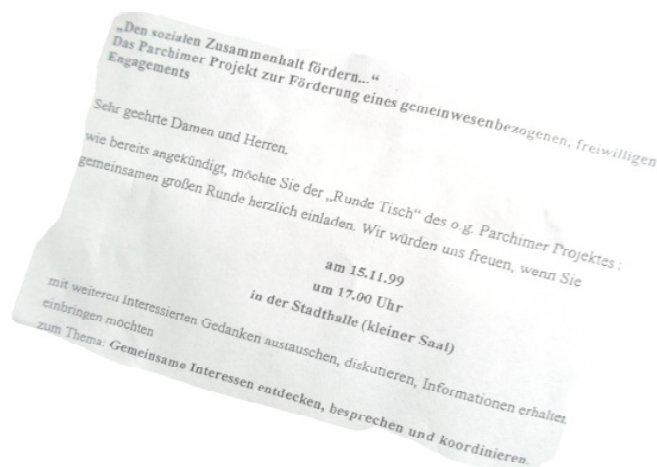 „Den sozialen Zusammenhalt fördern...“
Das Parchimer Projekt zur Förderung eines gemeinwesenbezogenen, freiwilligen
Engagements
Sehr geehrte Damen und Herren,
wie bereits angekündigt, möchte Sie der „Runde Tisch“ des o.g. Parchimer Projektes
gemeinsamen großen Runde herzlich einladen. Wir würden uns freuen, wenn Sie
am 15.11.99
um 17.00 Uhr
in der Stadthalle (kleiner Saal)
mit weiteren Interessierten Gedanken austauschen, diskutieren, Informationen erhalten
einbringen möchten
zum Thema: Gemeinsame Interessen entdecken, besprechen und koordinieren.